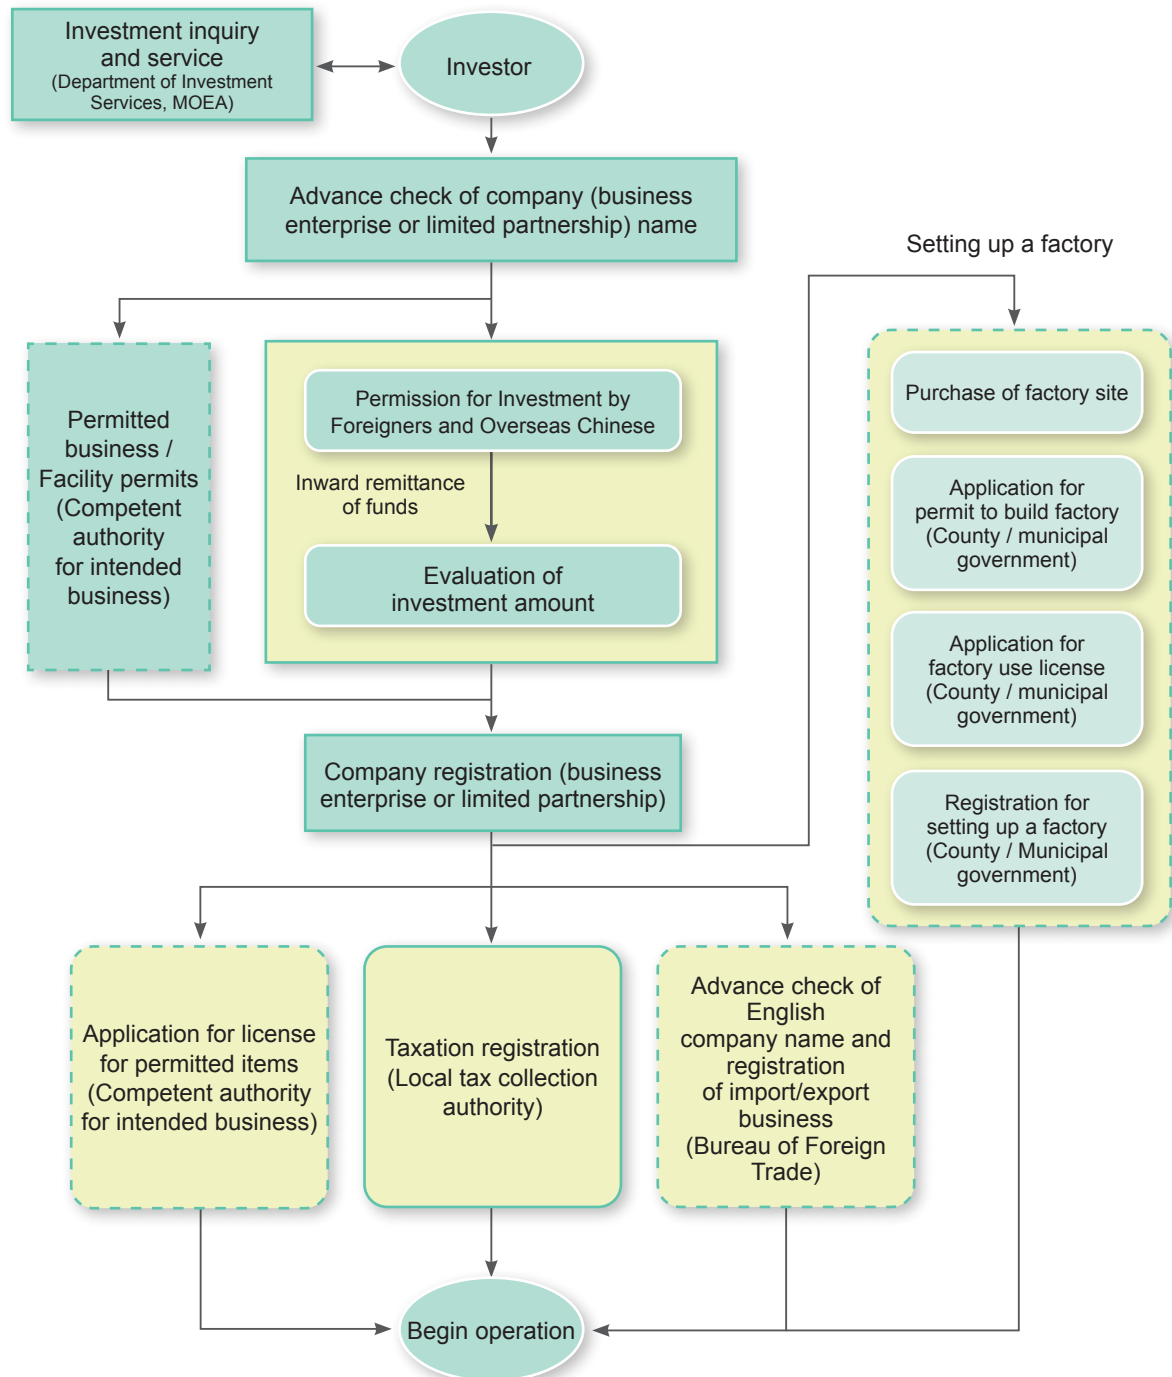 Investment inquiry
and service
(Department of Investment
Services, MOEA)
Investor
Advance check of company (business
enterprise or limited partnership) name
Setting up a factory
Permitted
business /
Facility permits
(Competent
authority
for intended
business)
Permission for Investment by
Foreigners and Overseas Chinese
Inward remittance
of funds
Evaluation of
investment amount
Purchase of factory site
Application for
permit to build factory
(County / municipal
government)
Application for
factory use license
(County / municipal
government)
Registration for
setting up a factory
(County / Municipal
government)
Company registration (business
enterprise or limited partnership)
Application for license
for permitted items
(Competent authority
for intended business)
Taxation registration
(Local tax collection
authority)
Advance check of
English
company name and
registration
of import/export
business
(Bureau of Foreign
Trade)
Begin operation